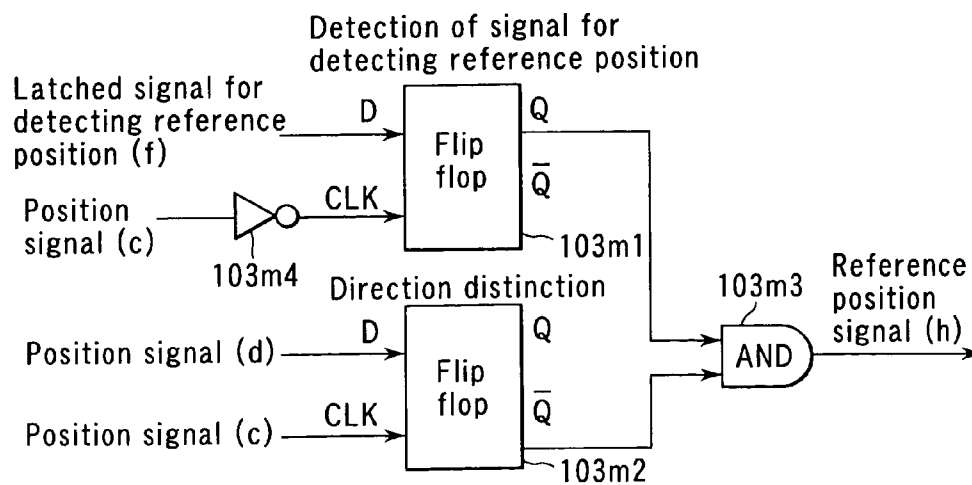 Detection of signal for
detecting reference position
Latched signal for
detecting reference
position (f)
D
Q
Flip
flop
Q̅
Position
signal (c)
CLK
103m4
103m1
Direction distinction
Position signal (d)
D
Q
Flip
flop
Q̅
Position signal (c)
CLK
103m2
103m3
AND
Reference
position
signal (h)